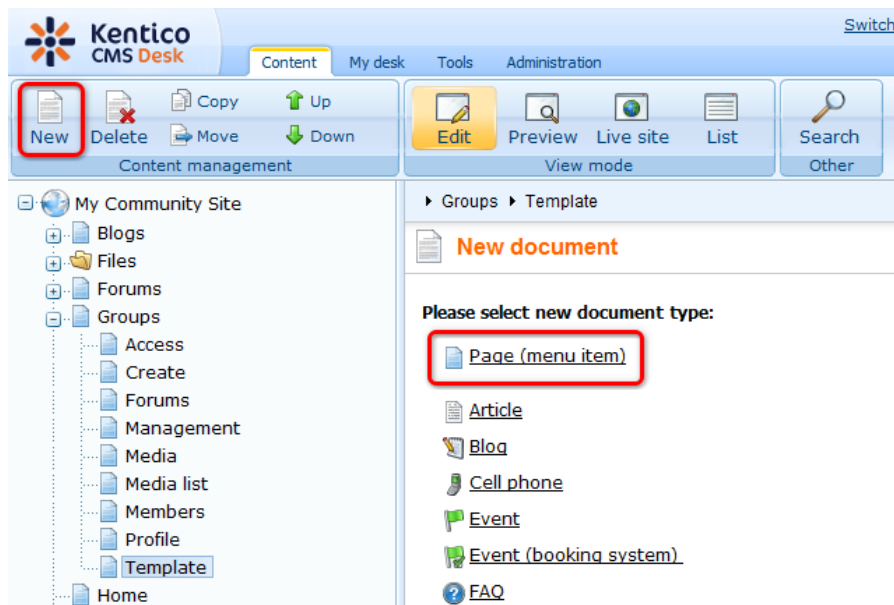 Kentico
CMS Desk
Switch
Content My desk Tools Administration
New Delete Copy Up Edit Preview Live site List Search
Move Down
Content management View mode Other
My Community Site
Blogs
Files
Forums
Groups
Access
Create
Forums
Management
Media
Media list
Members
Profile
Template
Home
Groups Template
New document
Please select new document type:
Page (menu item)
Article
Blog
Cell phone
Event
Event (booking system)
FAQ